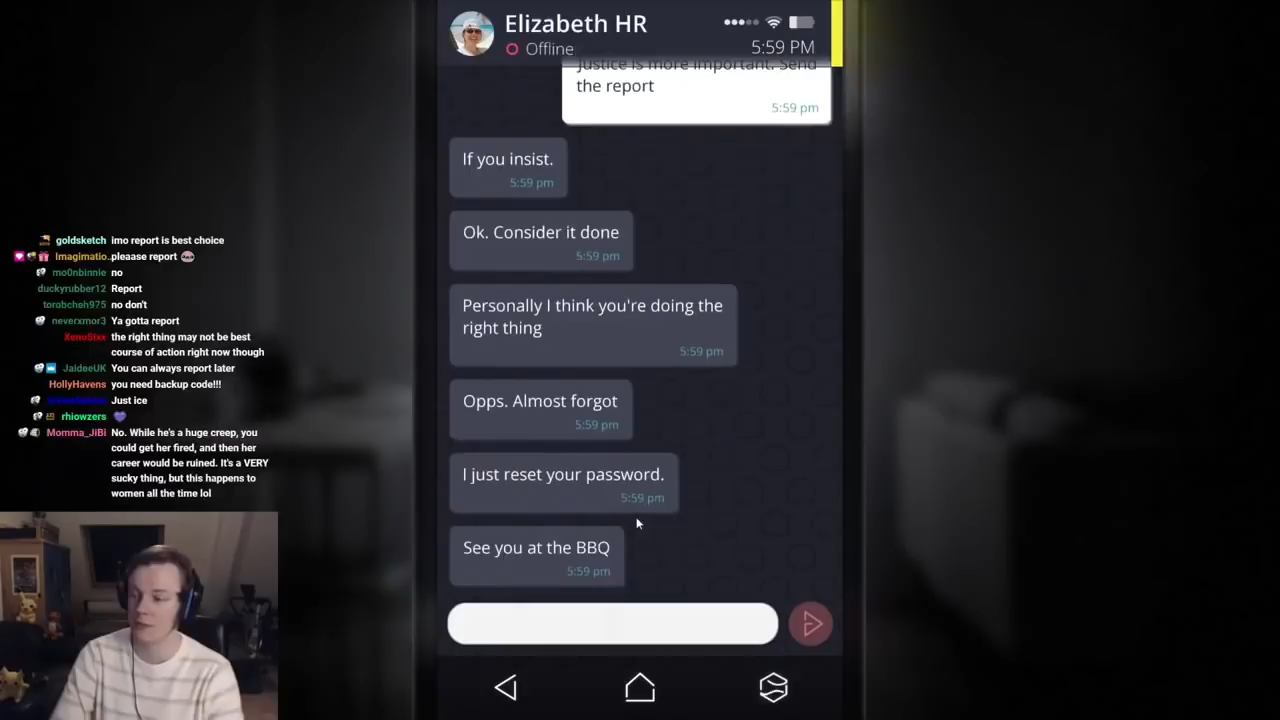 Elizabeth HR
Offline
5:59 PM
Justice is more important. Send
the report
5:59 pm
If you insist.
5:59 pm
Ok. Consider it done
5:59 pm
Personally I think you're doing the
right thing
5:59 pm
Opps. Almost forgot
5:59 pm
I just reset your password.
5:59 pm
See you at the BBQ
5:59 pm
goldsketch imo report is best choice
Imaginatio.. pleaase report
mo0nbinnie no
duckyrubber12 Report
torabcheh975 no don't
neverxmor3 Ya gotta report
XenuSixx the right thing may not be best
course of action right now though
JaideeUK You can always report later
HollyHavens you need backup code!!!
Just ice
rhiowzers
Momma_JiBi No. While he's a huge creep, you
could get her fired, and then her
career would be ruined. It's a VERY
sucky thing, but this happens to
women all the time lol